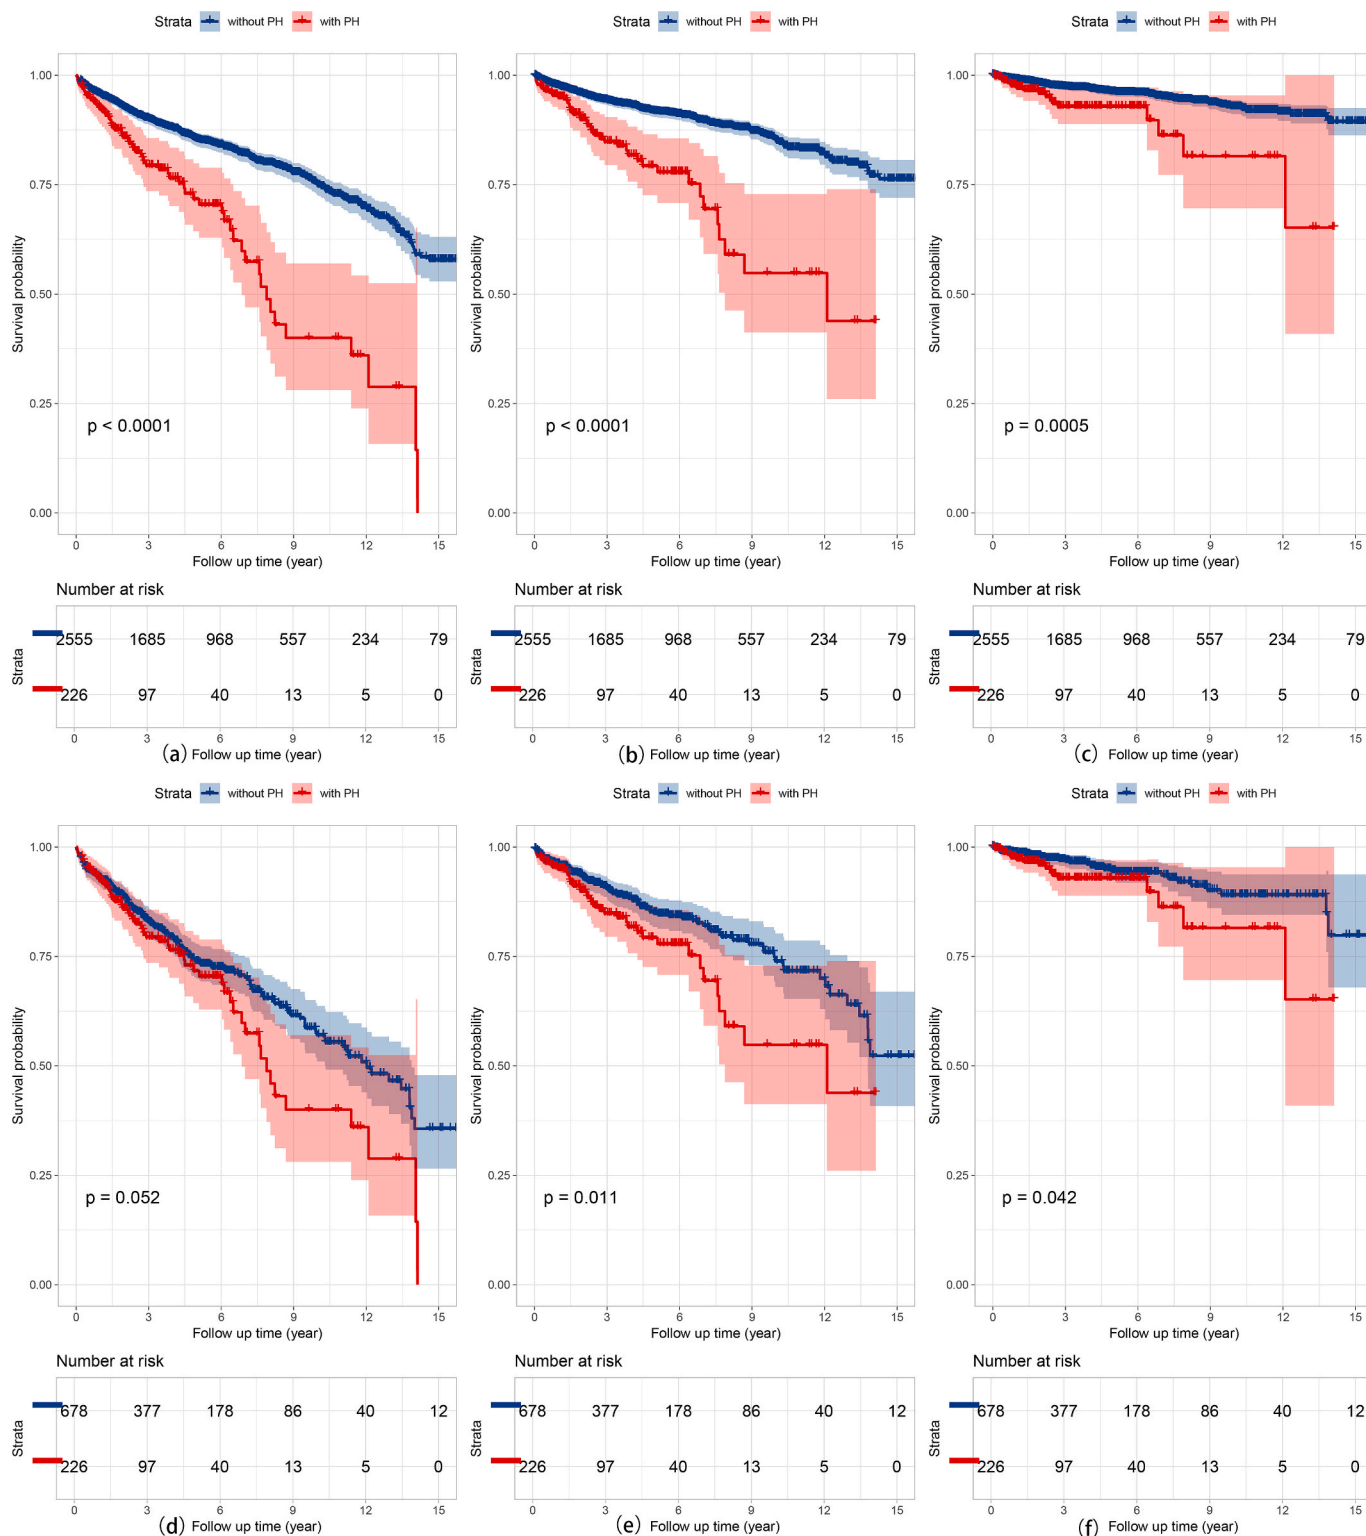 Strata without PH with PH
Strata without PH with PH
Strata without PH with PH
Survival probability
1.00
0.75
0.50
0.25
0.00
p < 0.0001
0 3 6 9 12 15
Follow up time (year)
Survival probability
1.00
0.75
0.50
0.25
0.00
p < 0.0001
0 3 6 9 12 15
Follow up time (year)
Survival probability
1.00
0.75
0.50
0.25
0.00
p = 0.0005
0 3 6 9 12 15
Follow up time (year)
Number at risk
Strata
2555 1685 968 557 234 79
226 97 40 13 5 0
0 3 6 9 12 15
(a) Follow up time (year)
Number at risk
Strata
2555 1685 968 557 234 79
226 97 40 13 5 0
0 3 6 9 12 15
(b) Follow up time (year)
Number at risk
Strata
2555 1685 968 557 234 79
226 97 40 13 5 0
0 3 6 9 12 15
(c) Follow up time (year)
Strata without PH with PH
Strata without PH with PH
Strata without PH with PH
Survival probability
1.00
0.75
0.50
0.25
0.00
p = 0.052
0 3 6 9 12 15
Follow up time (year)
Survival probability
1.00
0.75
0.50
0.25
0.00
p = 0.011
0 3 6 9 12 15
Follow up time (year)
Survival probability
1.00
0.75
0.50
0.25
0.00
p = 0.042
0 3 6 9 12 15
Follow up time (year)
Number at risk
Strata
678 377 178 86 40 12
226 97 40 13 5 0
0 3 6 9 12 15
(d) Follow up time (year)
Number at risk
Strata
678 377 178 86 40 12
226 97 40 13 5 0
0 3 6 9 12 15
(e) Follow up time (year)
Number at risk
Strata
678 377 178 86 40 12
226 97 40 13 5 0
0 3 6 9 12 15
(f) Follow up time (year)